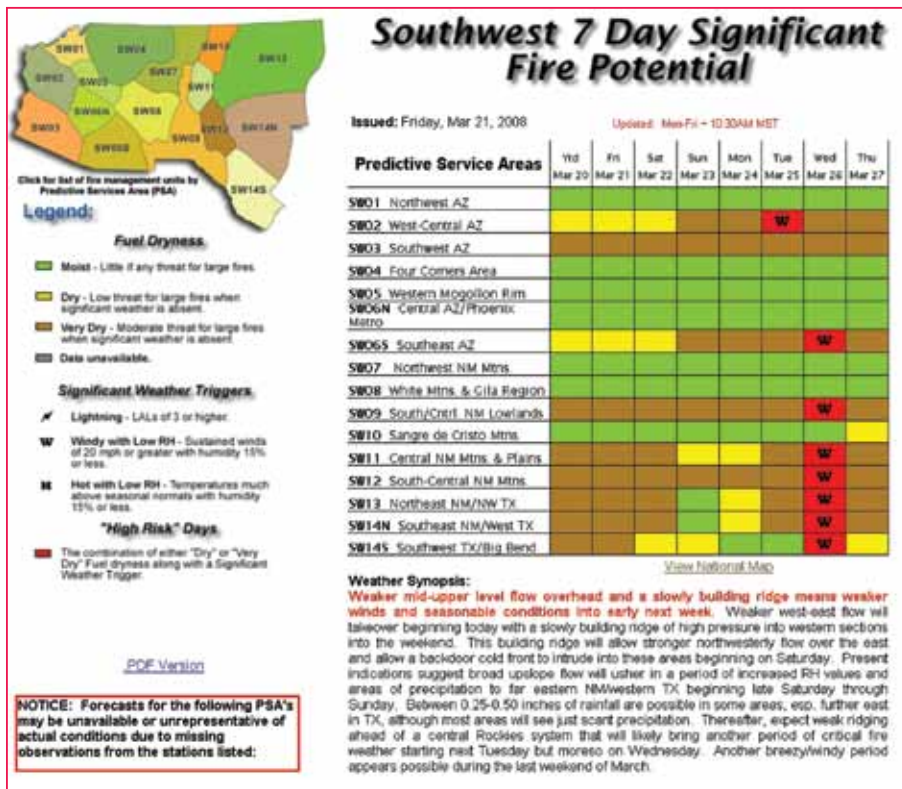 SW01
SW02
SW03
SW04
SW07
SW10
SW13
SW11
SW08
SW09
SW14N
SW14S
Click for list of fire management units by
Predictive Services Area (PSA)
Legend:
Fuel Dryness
Moist - Little if any threat for large fires.
Dry - Low threat for large fires when
significant weather is absent.
Very Dry - Moderate threat for large fires
when significant weather is absent
Data unavailable.
Significant Weather Triggers
Lightning - LALs of 3 or higher.
W Windy with Low RH - Sustained winds
of 20 mph or greater with humidity 15%
or less.
Hot with Low RH - Temperatures much
above seasonal normals with humidity
15% or less.
"High Risk" Days
The combination of either "Dry" or "Very
Dry" Fuel dryness along with a Significant
Weather Trigger.
.PDF Version
NOTICE: Forecasts for the following PSA's
may be unavailable or unrepresentative of
actual conditions due to missing
observations from the stations listed:
Southwest 7 Day Significant
Fire Potential
Issued: Friday, Mar 21, 2008
Updated: Mon-Fri ~ 10:30AM MST
Predictive Service Areas
Yrd Fri Sat Sun Mon Tue Wed Thu
Mar 20 Mar 21 Mar 22 Mar 23 Mar 24 Mar 25 Mar 26 Mar 27
SW01 Northwest AZ
SW02 West-Central AZ W
SW03 Southwest AZ
SW04 Four Corners Area
SW05 Western Mogollon Rim
SW06N Central AZ/Phoenix
Metro
SW06S Southeast AZ W
SW07 Northwest NM Mtns.
SW08 White Mtns. & Gila Region
SW09 South/Cntrl. NM Lowlands W
SW10 Sangre de Cristo Mtns.
SW11 Central NM Mtns. & Plains W
SW12 South-Central NM Mtns. W
SW13 Northeast NM/NW TX W
SW14N Southeast NM/West TX W
SW14S Southwest TX/Big Bend W
View National Map
Weather Synopsis:
Weaker mid-upper level flow overhead and a slowly building ridge means weaker
winds and seasonable conditions into early next week. Weaker west-east flow will
takeover beginning today with a slowly building ridge of high pressure into western sections
into the weekend. This building ridge will allow stronger northwesterly flow over the east
and allow a backdoor cold front to intrude into these areas beginning on Saturday. Present
indications suggest broad upslope flow will usher in a period of increased RH values and
areas of precipitation to far eastern NM/western TX beginning late Saturday through
Sunday. Between 0.25-0.50 inches of rainfall are possible in some areas, esp. further east
in TX, although most areas will see just scant precipitation. Thereafter, expect weak ridging
ahead of a central Rockies system that will likely bring another period of critical fire
weather starting next Tuesday but moreso on Wednesday. Another breezy/windy period
appears possible during the last weekend of March.